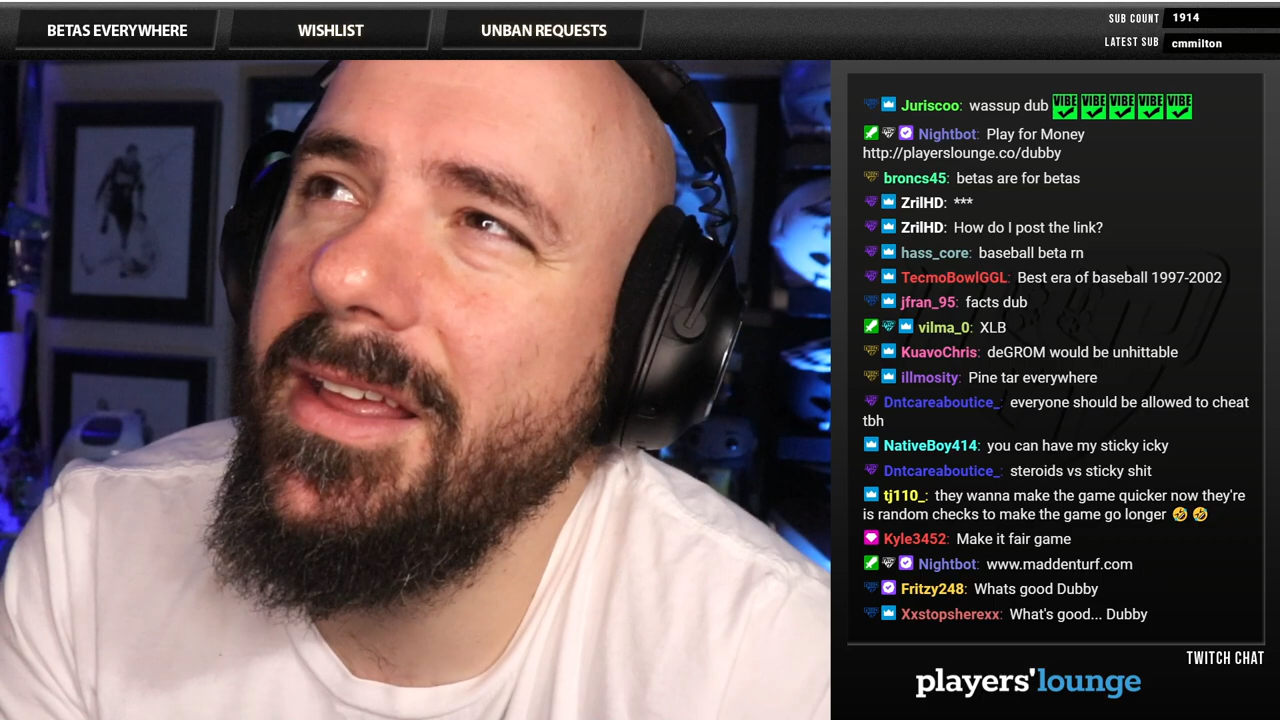 BETAS EVERYWHERE
WISHLIST
UNBAN REQUESTS
SUB COUNT 1914
LATEST SUB cmmilton
Juriscoo: wassup dub VIBE VIBE VIBE VIBE VIBE
Nightbot: Play for Money
http://playerslounge.co/dubby
broncs45: betas are for betas
ZrilHD: ***
ZrilHD: How do I post the link?
hass_core: baseball beta rn
TecmoBowlGGL: Best era of baseball 1997-2002
jfran_95: facts dub
vilma_0: XLB
KuavoChris: deGROM would be unhittable
illmosity: Pine tar everywhere
Dntcareaboutice_: everyone should be allowed to cheat
tbh
NativeBoy414: you can have my sticky icky
Dntcareaboutice_: steroids vs sticky shit
tj110_: they wanna make the game quicker now they're
is random checks to make the game go longer 🤣 🤣
Kyle3452: Make it fair game
Nightbot: www.maddenturf.com
Fritzy248: Whats good Dubby
Xxstopsherexx: What's good... Dubby
TWITCH CHAT
players'lounge